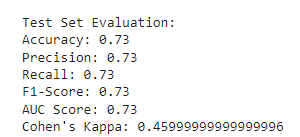 Test Set Evaluation:
Accuracy: 0.73
Precision: 0.73
Recall: 0.73
F1-Score: 0.73
AUC Score: 0.73
Cohen's Kappa: 0.45999999999999996